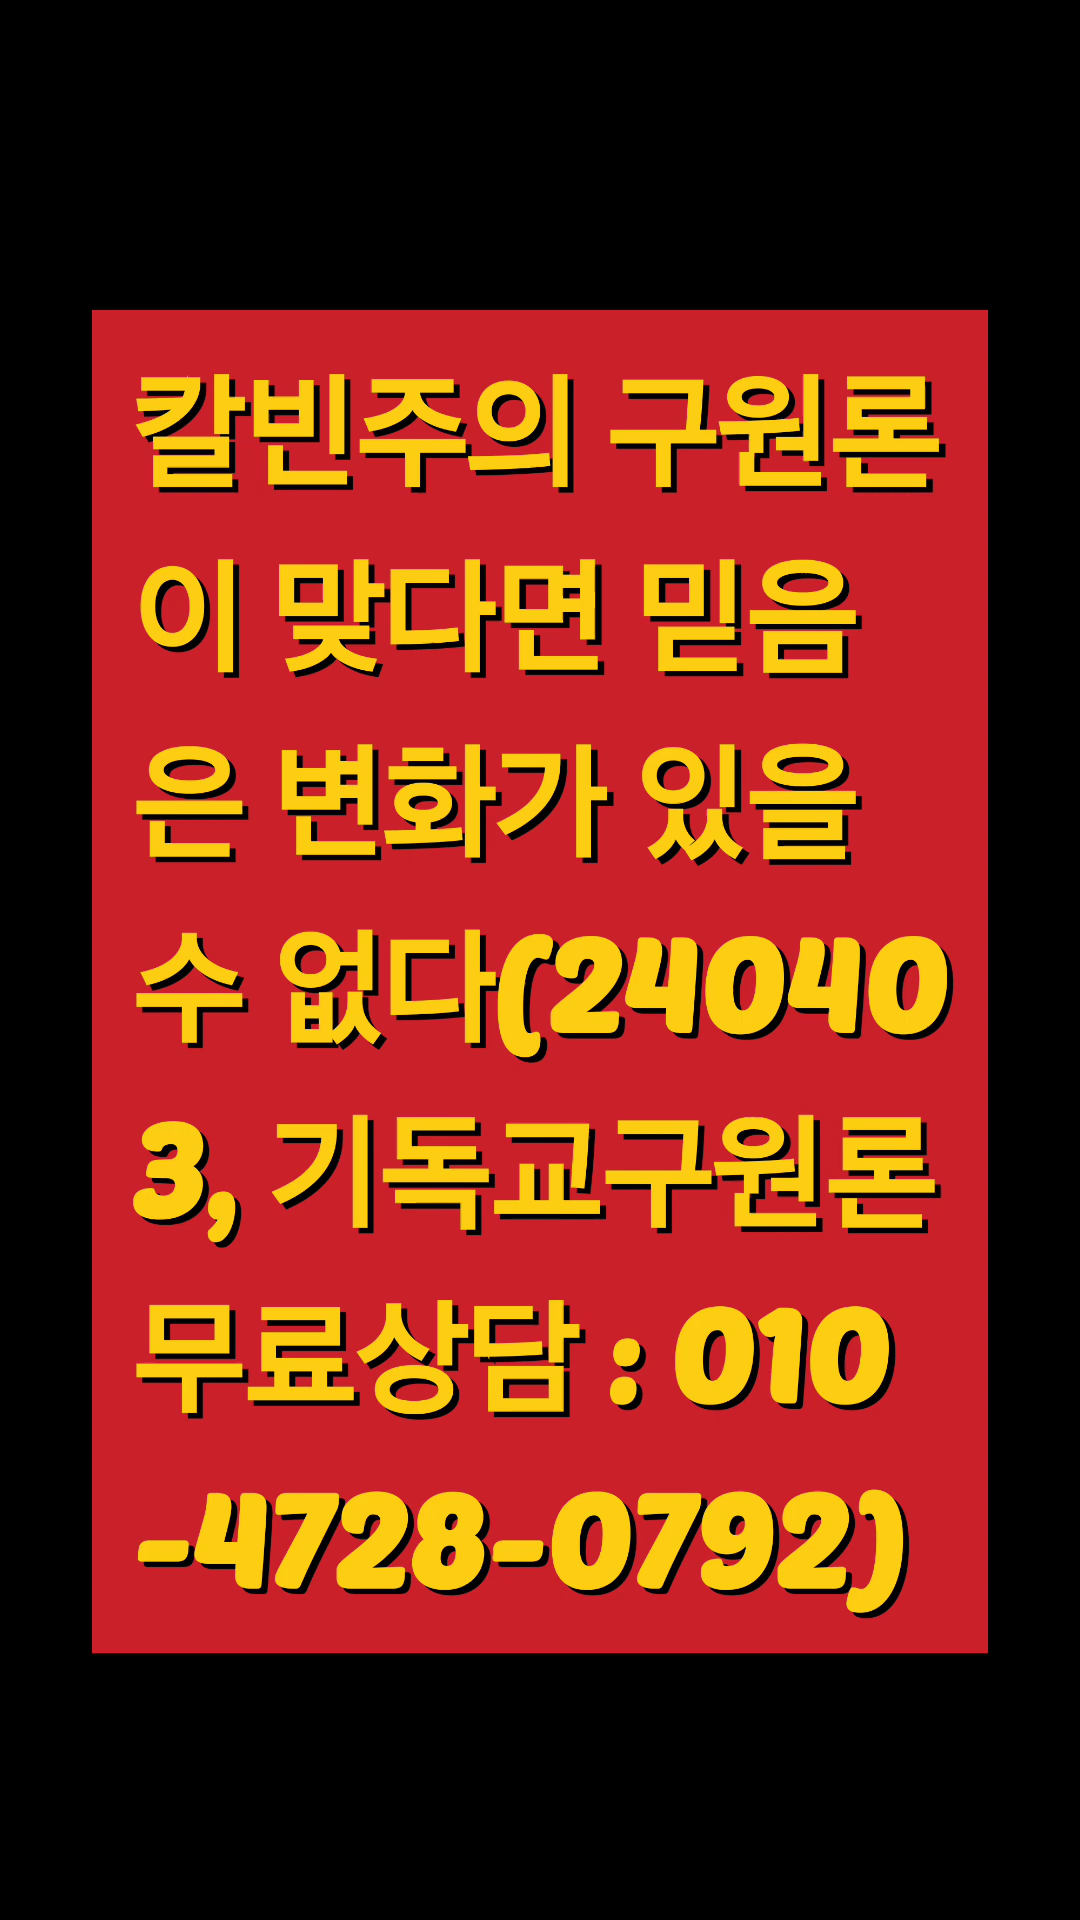 칼빈주의 구원론
이 맞다면 믿음
은 변화가 있을
수 없다(24040
3, 기독교구원론
무료상담 : 010
-4728-0792)